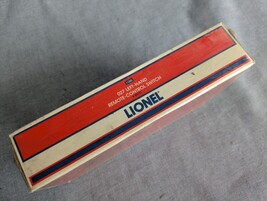 027 LEFT HAND
REMOTE CONTROL SWITCH
LIONEL